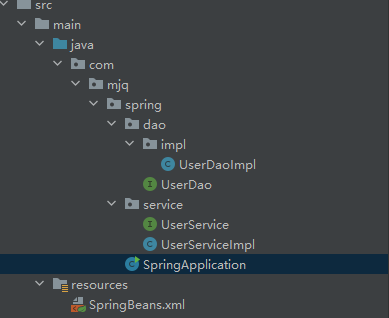 src
main
java
com
mjq
spring
dao
impl
UserDaoImpl
UserDao
service
UserService
UserServiceImpl
SpringApplication
resources
SpringBeans.xml